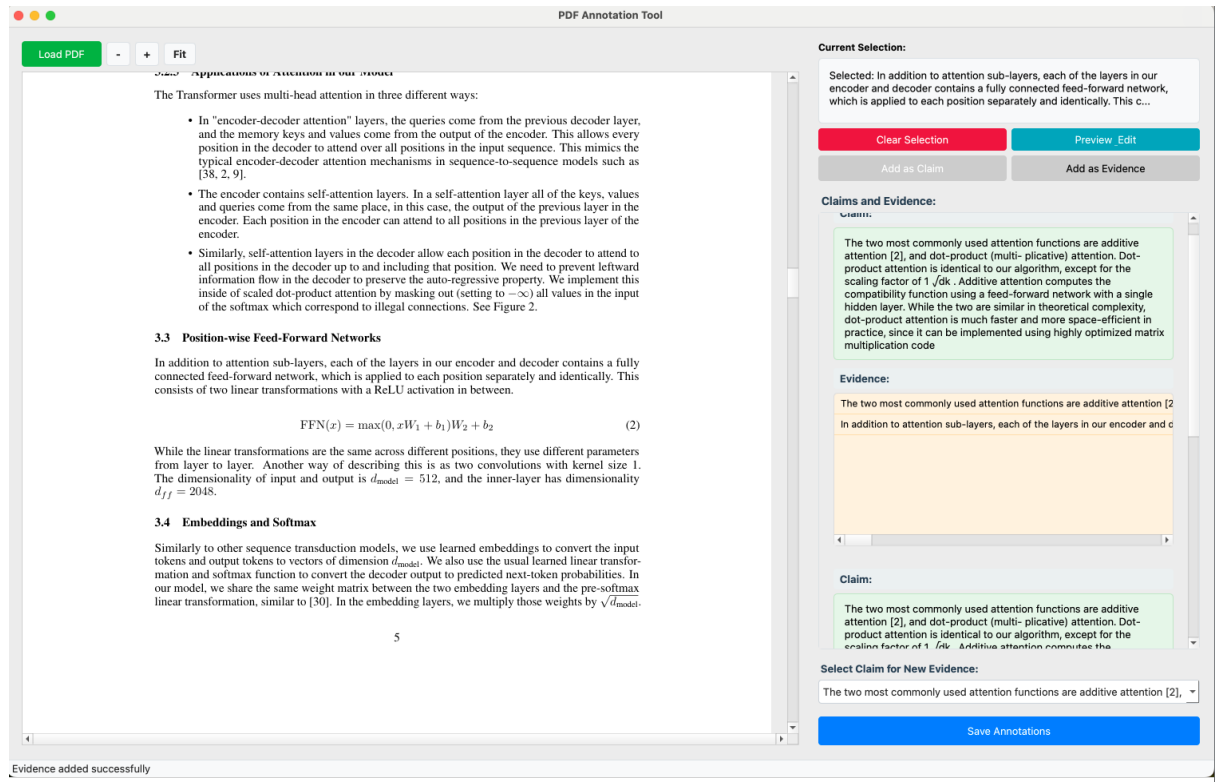 PDF Annotation Tool
Load PDF
-
+
Fit
3.2.3 Applications of Attention in our Model
The Transformer uses multi-head attention in three different ways:
• In "encoder-decoder attention" layers, the queries come from the previous decoder layer,
and the memory keys and values come from the output of the encoder. This allows every
position in the decoder to attend over all positions in the input sequence. This mimics the
typical encoder-decoder attention mechanisms in sequence-to-sequence models such as
[38, 2, 9].
• The encoder contains self-attention layers. In a self-attention layer all of the keys, values
and queries come from the same place, in this case, the output of the previous layer in the
encoder. Each position in the encoder can attend to all positions in the previous layer of the
encoder.
• Similarly, self-attention layers in the decoder allow each position in the decoder to attend to
all positions in the decoder up to and including that position. We need to prevent leftward
information flow in the decoder to preserve the auto-regressive property. We implement this
inside of scaled dot-product attention by masking out (setting to −∞) all values in the input
of the softmax which correspond to illegal connections. See Figure 2.
3.3 Position-wise Feed-Forward Networks
In addition to attention sub-layers, each of the layers in our encoder and decoder contains a fully
connected feed-forward network, which is applied to each position separately and identically. This
consists of two linear transformations with a ReLU activation in between.
FFN(x) = max(0, xW₁ + b₁)W₂ + b₂ (2)
While the linear transformations are the same across different positions, they use different parameters
from layer to layer. Another way of describing this is as two convolutions with kernel size 1.
The dimensionality of input and output is d_model = 512, and the inner-layer has dimensionality
d_ff = 2048.
3.4 Embeddings and Softmax
Similarly to other sequence transduction models, we use learned embeddings to convert the input
tokens and output tokens to vectors of dimension d_model. We also use the usual learned linear transfor-
mation and softmax function to convert the decoder output to predicted next-token probabilities. In
our model, we share the same weight matrix between the two embedding layers and the pre-softmax
linear transformation, similar to [30]. In the embedding layers, we multiply those weights by √d_model.
5
Current Selection:
Selected: In addition to attention sub-layers, each of the layers in our
encoder and decoder contains a fully connected feed-forward network,
which is applied to each position separately and identically. This c...
Clear Selection
Preview_Edit
Add as Claim
Add as Evidence
Claims and Evidence:
Claim:
The two most commonly used attention functions are additive
attention [2], and dot-product (multi- plicative) attention. Dot-
product attention is identical to our algorithm, except for the
scaling factor of 1 √dk . Additive attention computes the
compatibility function using a feed-forward network with a single
hidden layer. While the two are similar in theoretical complexity,
dot-product attention is much faster and more space-efficient in
practice, since it can be implemented using highly optimized matrix
multiplication code
Evidence:
The two most commonly used attention functions are additive attention [2
In addition to attention sub-layers, each of the layers in our encoder and d
Claim:
The two most commonly used attention functions are additive
attention [2], and dot-product (multi- plicative) attention. Dot-
product attention is identical to our algorithm, except for the
scaling factor of 1 √dk . Additive attention computes the
Select Claim for New Evidence:
The two most commonly used attention functions are additive attention [2],
Save Annotations
Evidence added successfully